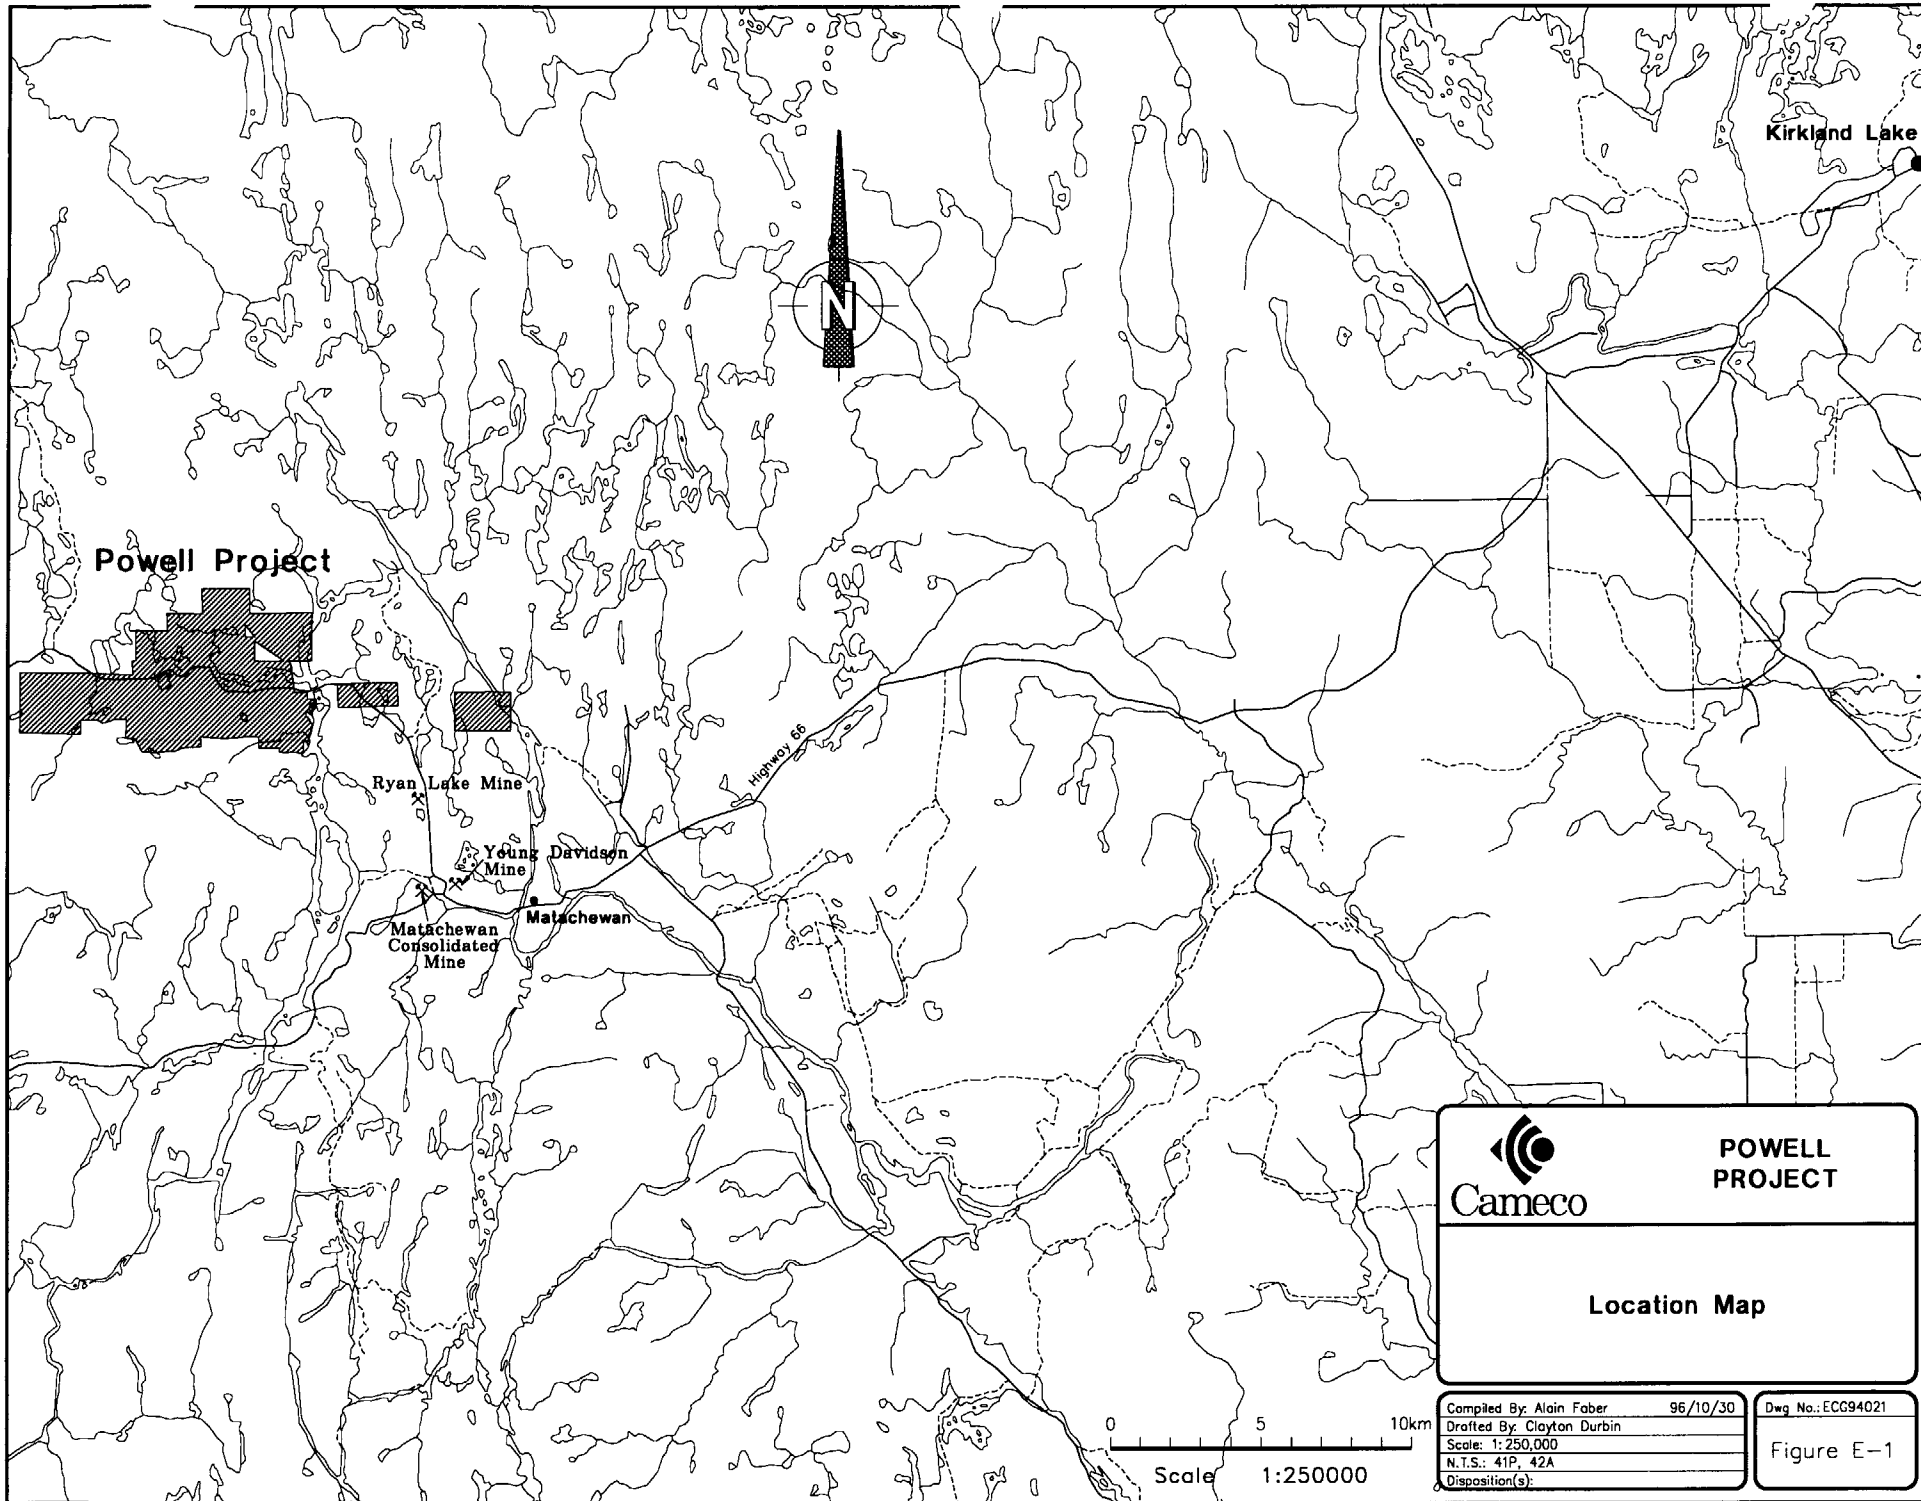 Kirkland Lake
N
Powell Project
Highway 66
Ryan Lake Mine
Young Davidson
Mine
Matachewan
Matachewan
Consolidated
Mine
Cameco
POWELL
PROJECT
Location Map
0 5 10km
Scale 1:250000
Compiled By: Alain Faber 96/10/30
Drafted By: Clayton Durbin
Scale: 1:250,000
N.T.S.: 41P, 42A
Disposition(s):
Dwg No.: ECG94021
Figure E-1